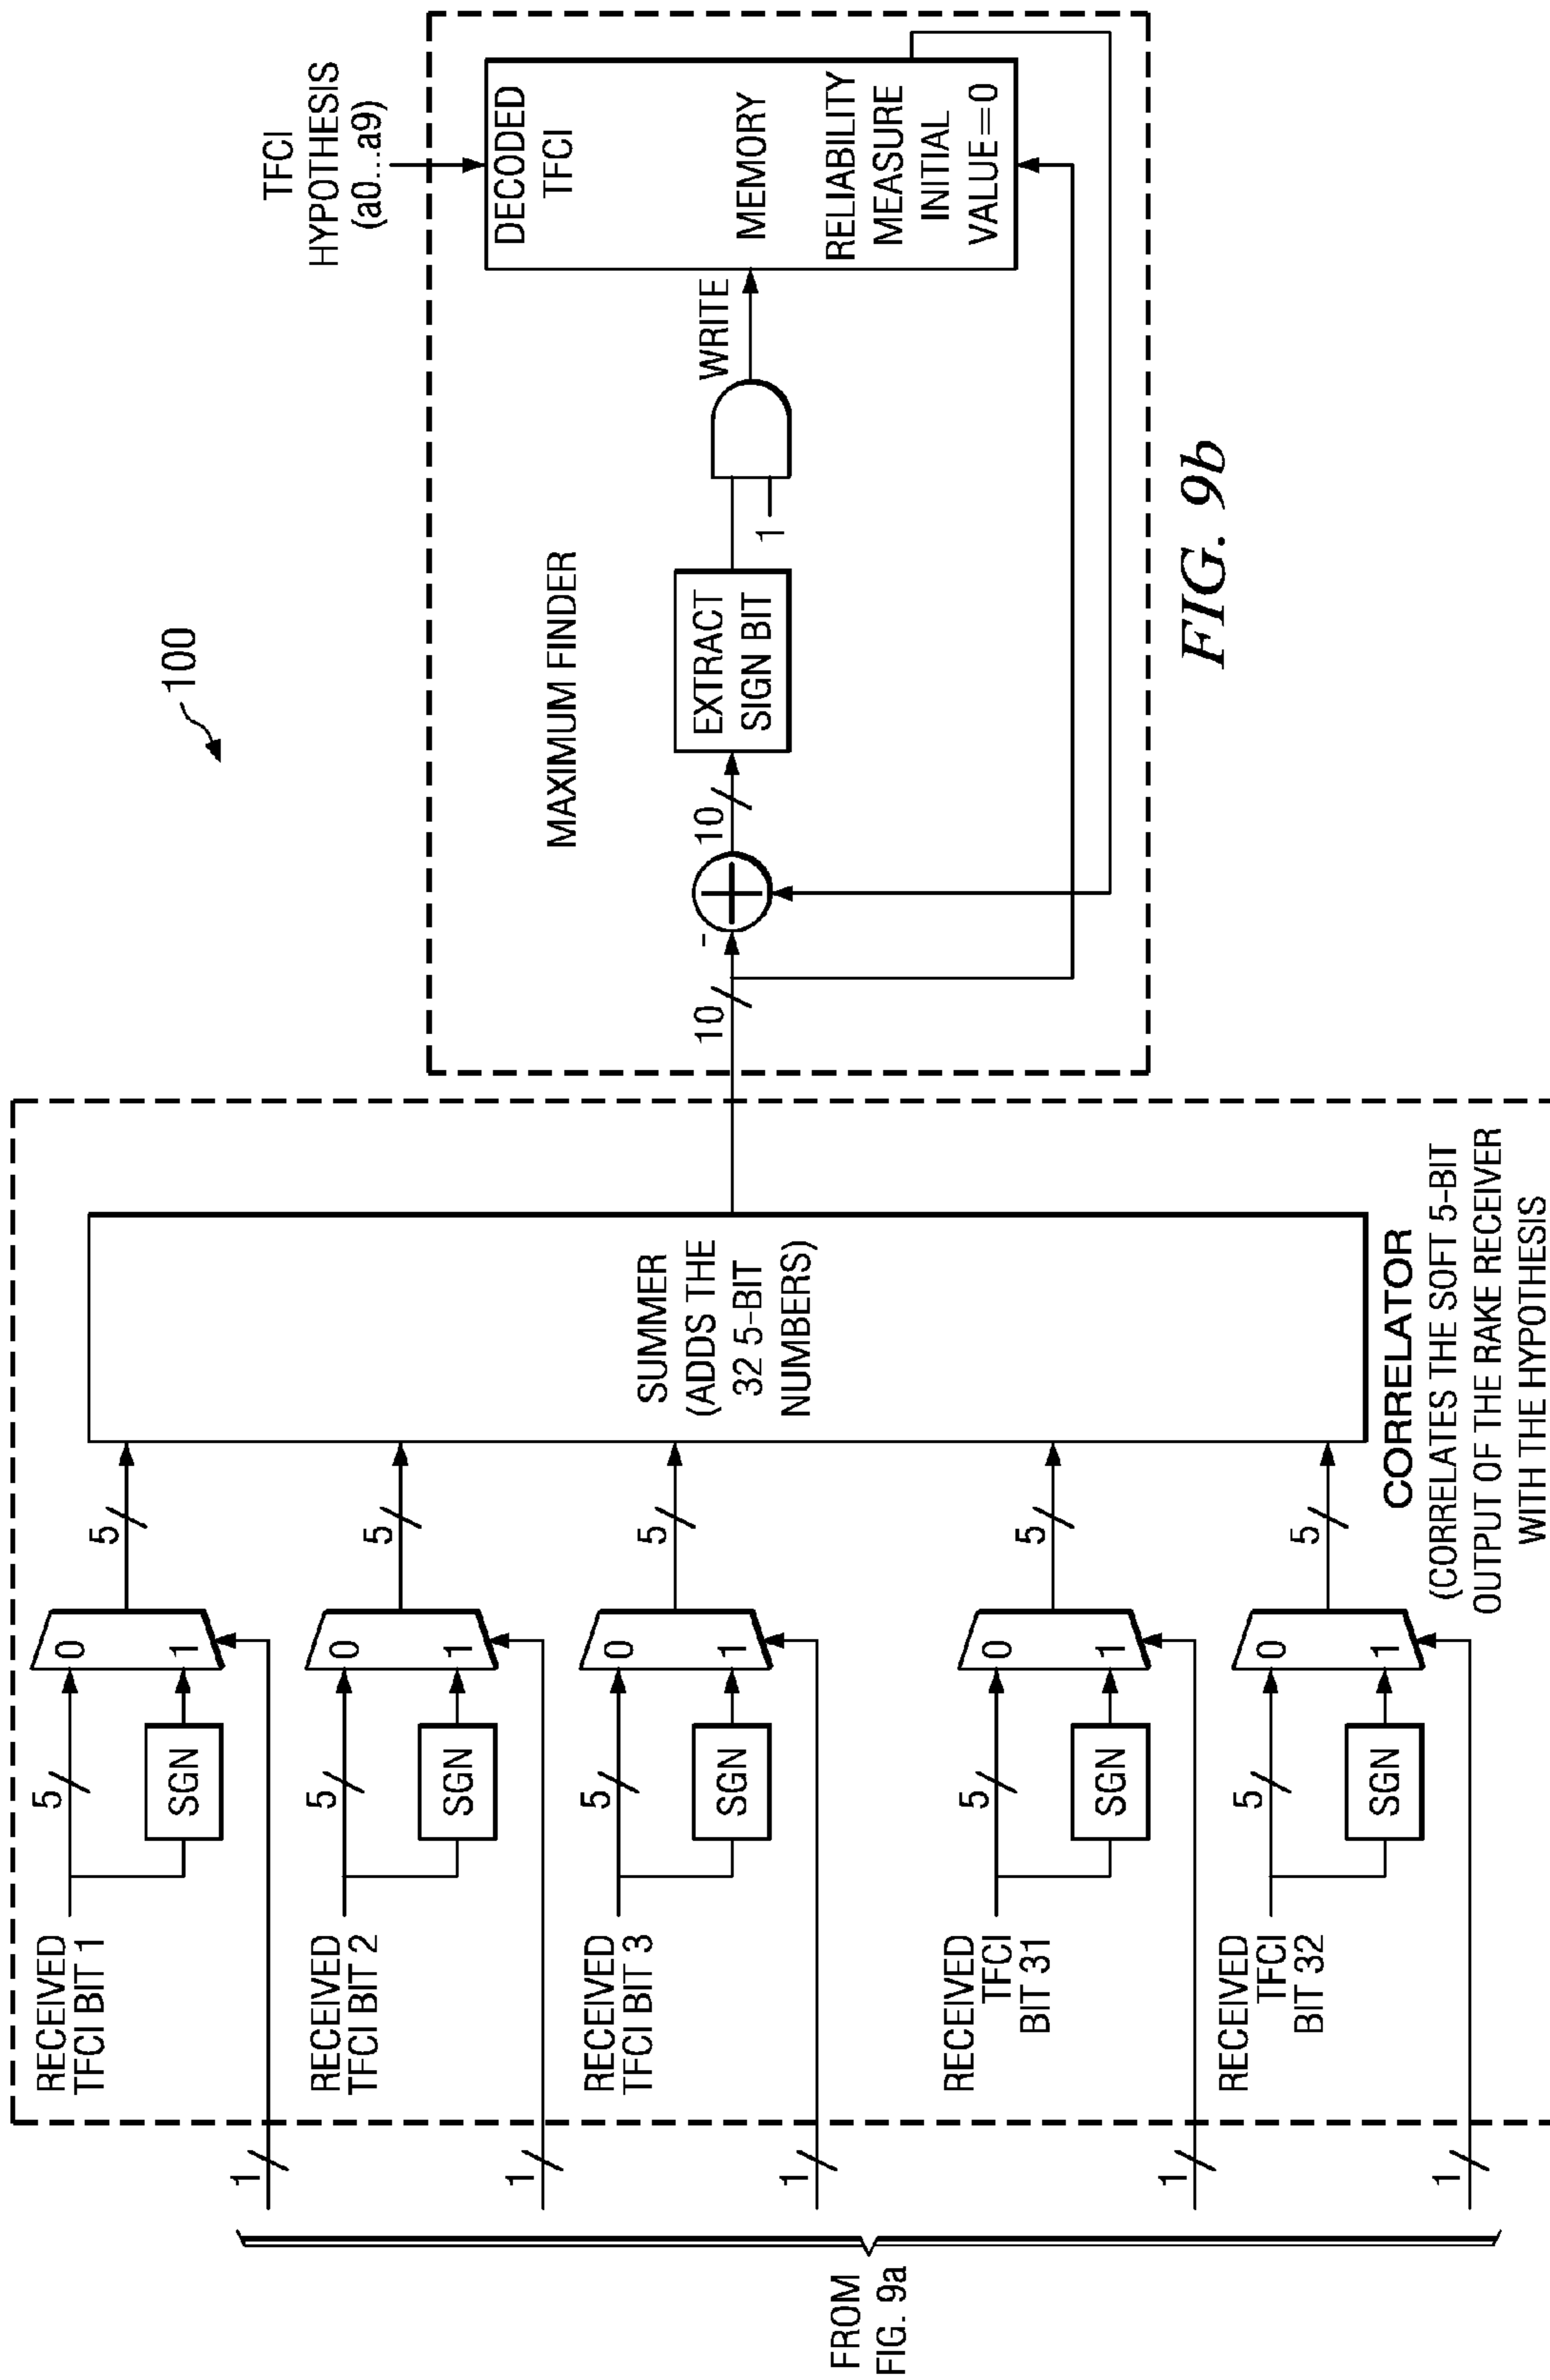 100
FROM
FIG. 9a
1
1
1
1
1
RECEIVED
TFCI BIT 1
5
SGN
0
1
5
RECEIVED
TFCI BIT 2
5
SGN
0
1
5
RECEIVED
TFCI BIT 3
5
SGN
0
1
5
RECEIVED
TFCI
BIT 31
5
SGN
0
1
5
RECEIVED
TFCI
BIT 32
5
SGN
0
1
5
SUMMER
(ADDS THE
32 5-BIT
NUMBERS)
CORRELATOR
(CORRELATES THE SOFT 5-BIT
OUTPUT OF THE RAKE RECEIVER
WITH THE HYPOTHESIS
MAXIMUM FINDER
10
-
10
EXTRACT
SIGN BIT
1
WRITE
TFCI
HYPOTHESIS
(a0...a9)
DECODED
TFCI
MEMORY
RELIABILITY
MEASURE
INITIAL
VALUE=0
FIG. 9b